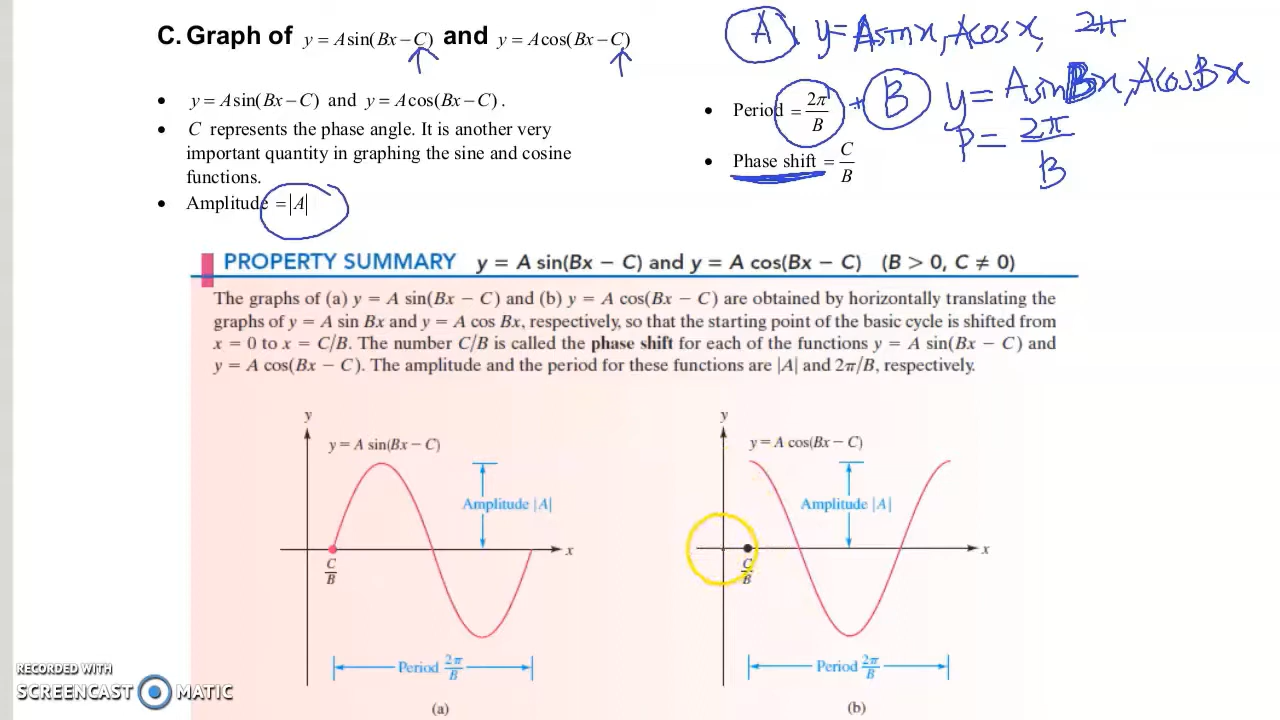 C. Graph of y = A sin(Bx − C) and y = A cos(Bx − C)
• y = A sin(Bx − C) and y = A cos(Bx − C).
• C represents the phase angle. It is another very
important quantity in graphing the sine and cosine
functions.
• Amplitude = |A|
• Period = 2π/B
• Phase shift = C/B
A y = A sin x, A cos x, 2π
B y = A sin Bx, A cos Bx
P = 2π/B
PROPERTY SUMMARY y = A sin(Bx − C) and y = A cos(Bx − C) (B > 0, C ≠ 0)
The graphs of (a) y = A sin(Bx − C) and (b) y = A cos(Bx − C) are obtained by horizontally translating the
graphs of y = A sin Bx and y = A cos Bx, respectively, so that the starting point of the basic cycle is shifted from
x = 0 to x = C/B. The number C/B is called the phase shift for each of the functions y = A sin(Bx − C) and
y = A cos(Bx − C). The amplitude and the period for these functions are |A| and 2π/B, respectively.
y
y = A sin(Bx − C)
Amplitude |A|
x
C/B
Period 2π/B
(a)
y
y = A cos(Bx − C)
Amplitude |A|
x
C/B
Period 2π/B
(b)
RECORDED WITH
SCREENCAST MATIC